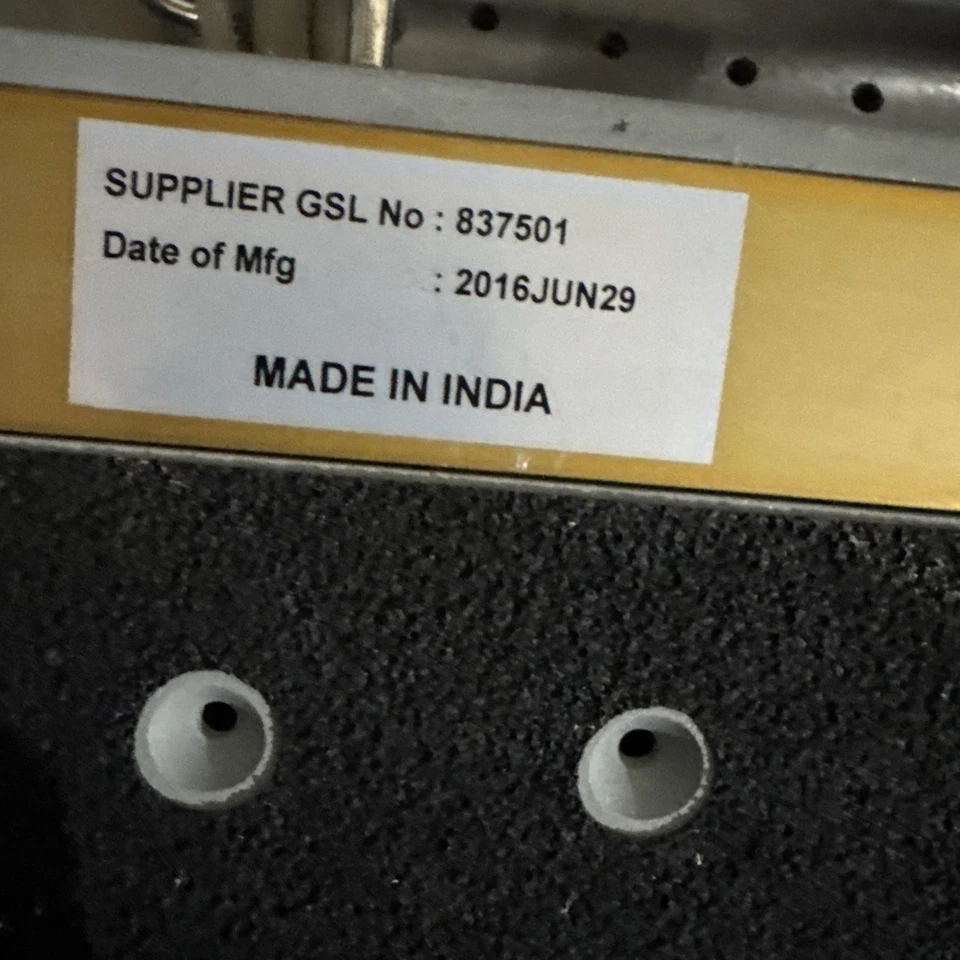 SUPPLIER GSL No : 837501
Date of Mfg : 2016JUN29
MADE IN INDIA